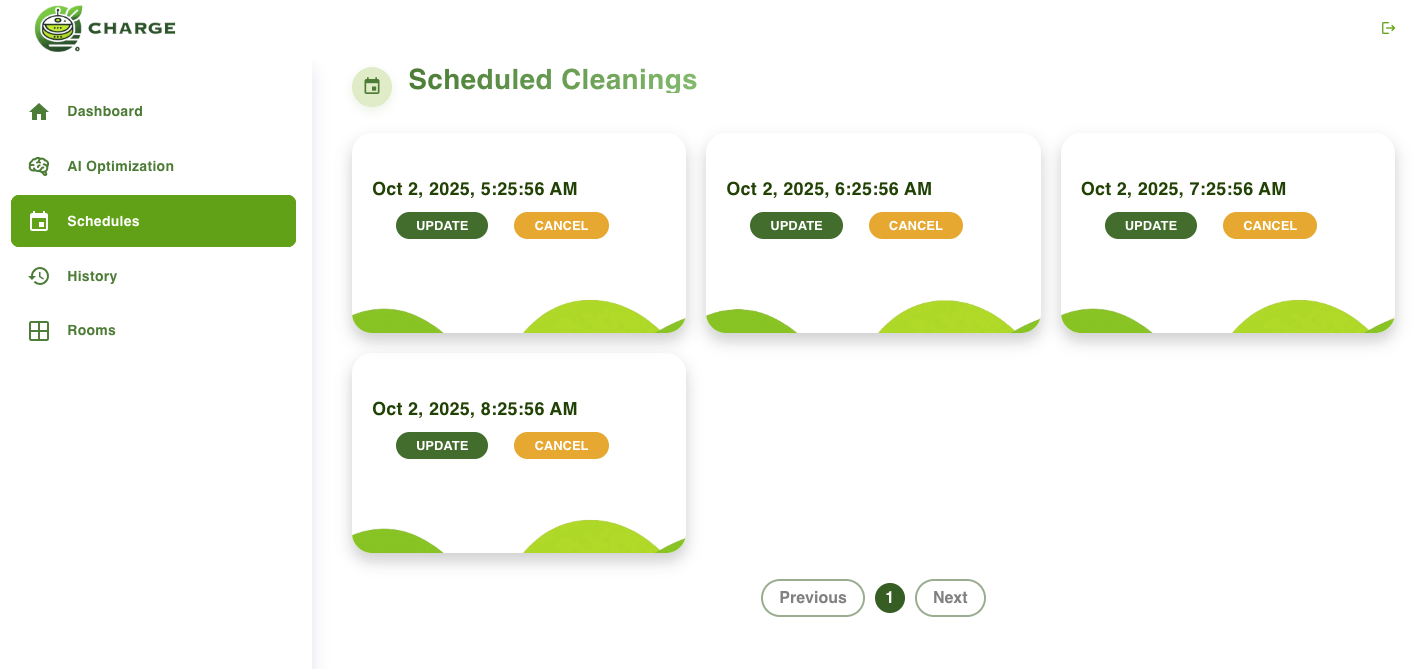 CHARGE
Dashboard
AI Optimization
Schedules
History
Rooms
Scheduled Cleanings
Oct 2, 2025, 5:25:56 AM
UPDATE CANCEL
Oct 2, 2025, 6:25:56 AM
UPDATE CANCEL
Oct 2, 2025, 7:25:56 AM
UPDATE CANCEL
Oct 2, 2025, 8:25:56 AM
UPDATE CANCEL
Previous 1 Next